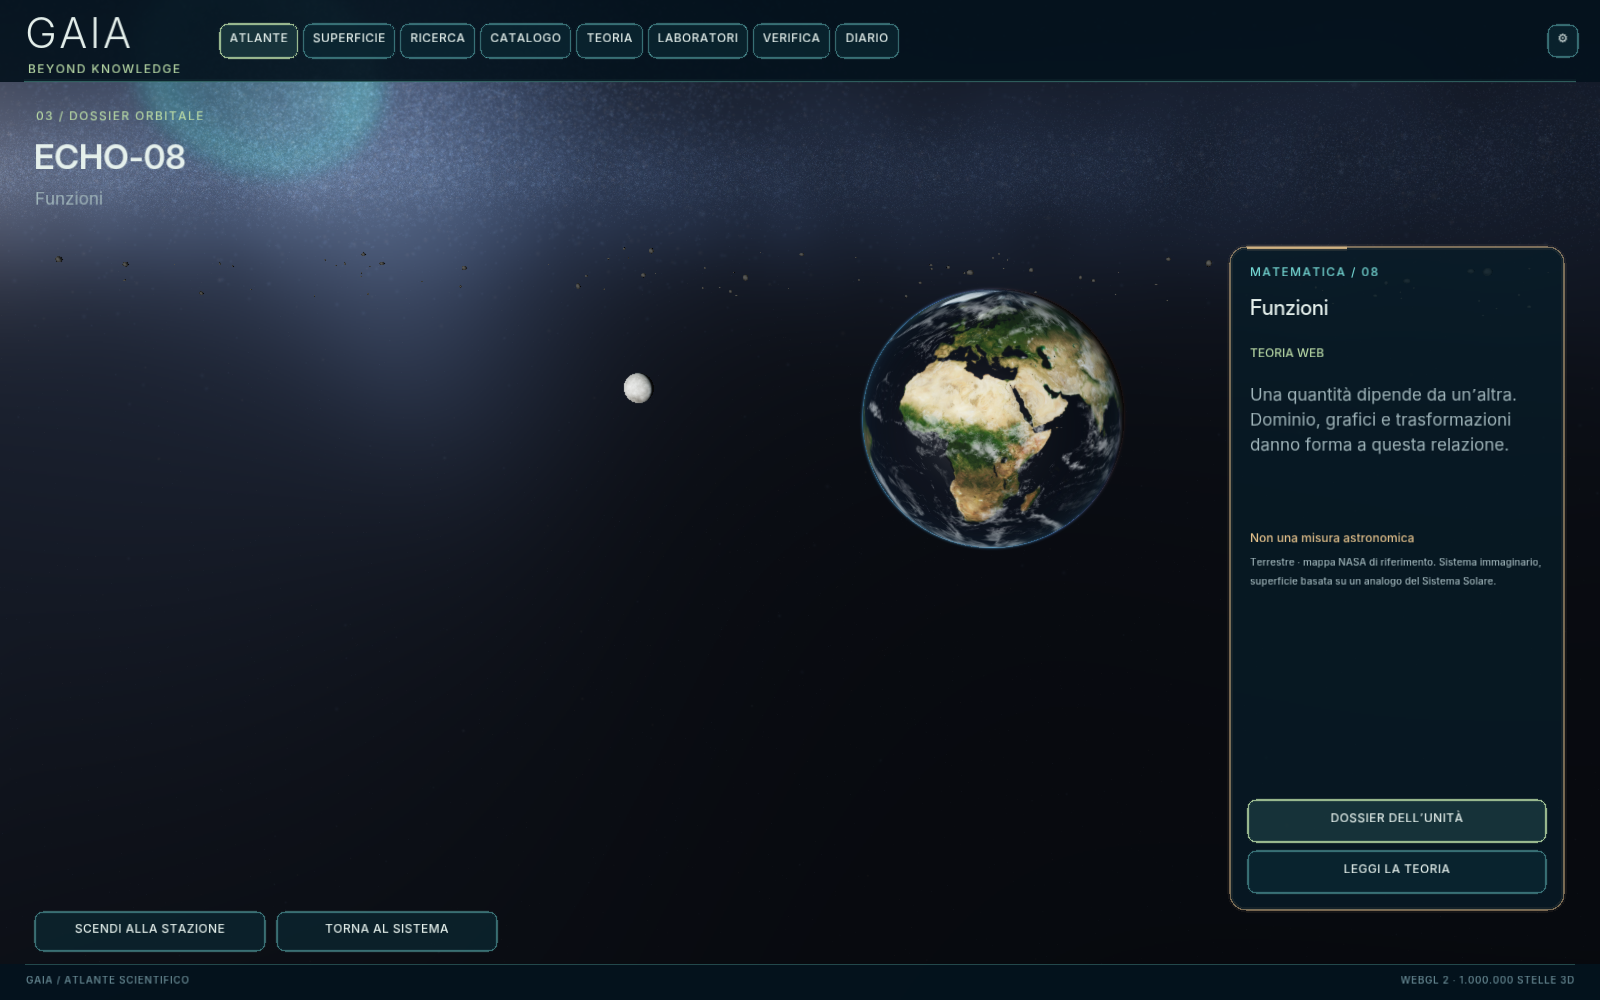 GAIA
BEYOND KNOWLEDGE
ATLANTE
SUPERFICIE
RICERCA
CATALOGO
TEORIA
LABORATORI
VERIFICA
DIARIO
03 / DOSSIER ORBITALE
ECHO-08
Funzioni
MATEMATICA / 08
Funzioni
TEORIA WEB
Una quantità dipende da un’altra.
Dominio, grafici e trasformazioni
danno forma a questa relazione.
Non una misura astronomica
Terrestre · mappa NASA di riferimento. Sistema immaginario,
superficie basata su un analogo del Sistema Solare.
DOSSIER DELL’UNITÀ
LEGGI LA TEORIA
SCENDI ALLA STAZIONE
TORNA AL SISTEMA
GAIA / ATLANTE SCIENTIFICO
WEBGL 2 · 1.000.000 STELLE 3D